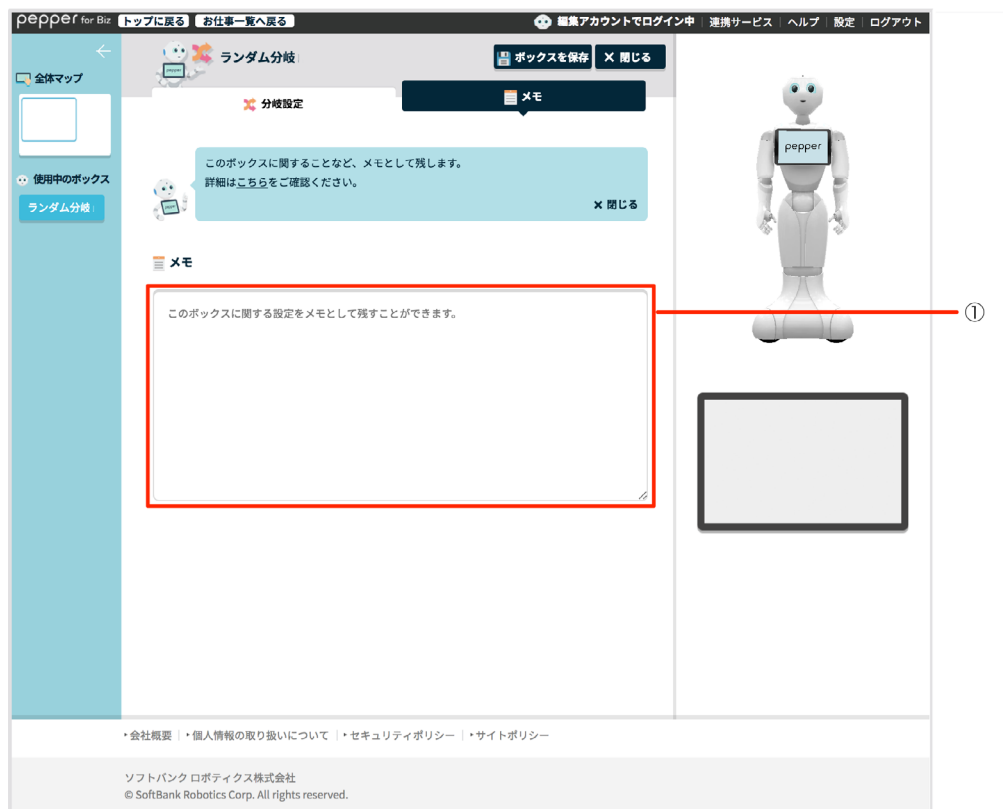 pepper for Biz トップに戻る お仕事一覧へ戻る 編集アカウントでログイン中 連携サービス ヘルプ 設定 ログアウト
←
全体マップ
使用中のボックス
ランダム分岐
ランダム分岐
ボックスを保存 × 閉じる
分岐設定
メモ
このボックスに関することなど、メモとして残します。
詳細はこちらをご確認ください。
× 閉じる
メモ
このボックスに関する設定をメモとして残すことができます。
①
pepper
会社概要 個人情報の取り扱いについて セキュリティポリシー サイトポリシー
ソフトバンク ロボティクス株式会社
© SoftBank Robotics Corp. All rights reserved.